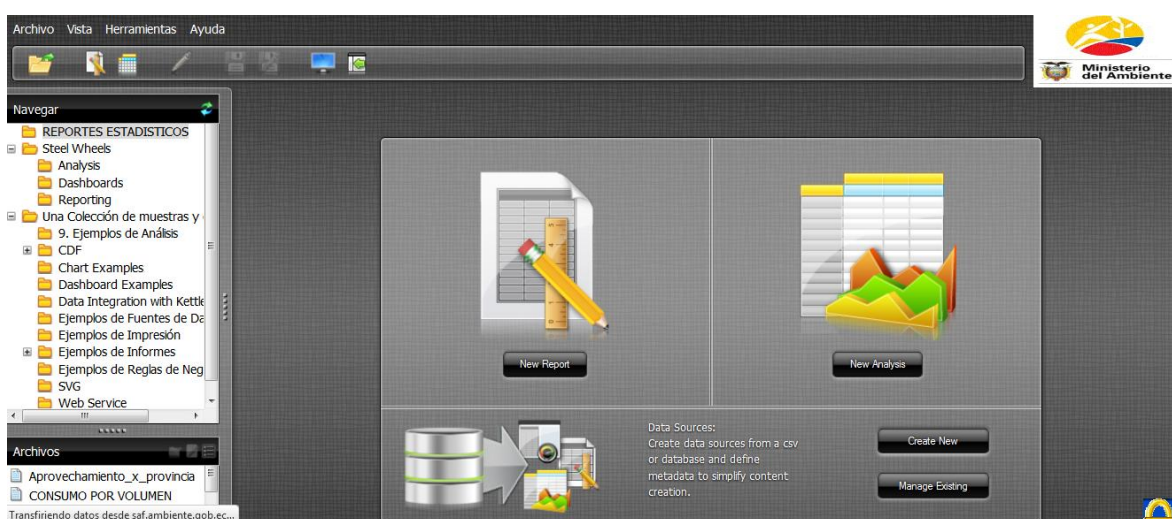 Archivo Vista Herramientas Ayuda
Ministerio
del Ambiente
Navegar
REPORTES ESTADISTICOS
Steel Wheels
Analysis
Dashboards
Reporting
Una Colección de muestras y
9. Ejemplos de Análisis
CDF
Chart Examples
Dashboard Examples
Data Integration with Kettle
Ejemplos de Fuentes de Da
Ejemplos de Impresión
Ejemplos de Informes
Ejemplos de Reglas de Neg
SVG
Web Service
Archivos
Aprovechamiento_x_provincia
CONSUMO POR VOLUMEN
Transfiriendo datos desde saf.ambiente.gob.ec...
New Report
New Analysis
Data Sources:
Create data sources from a csv
or database and define
metadata to simplify content
creation.
Create New
Manage Existing